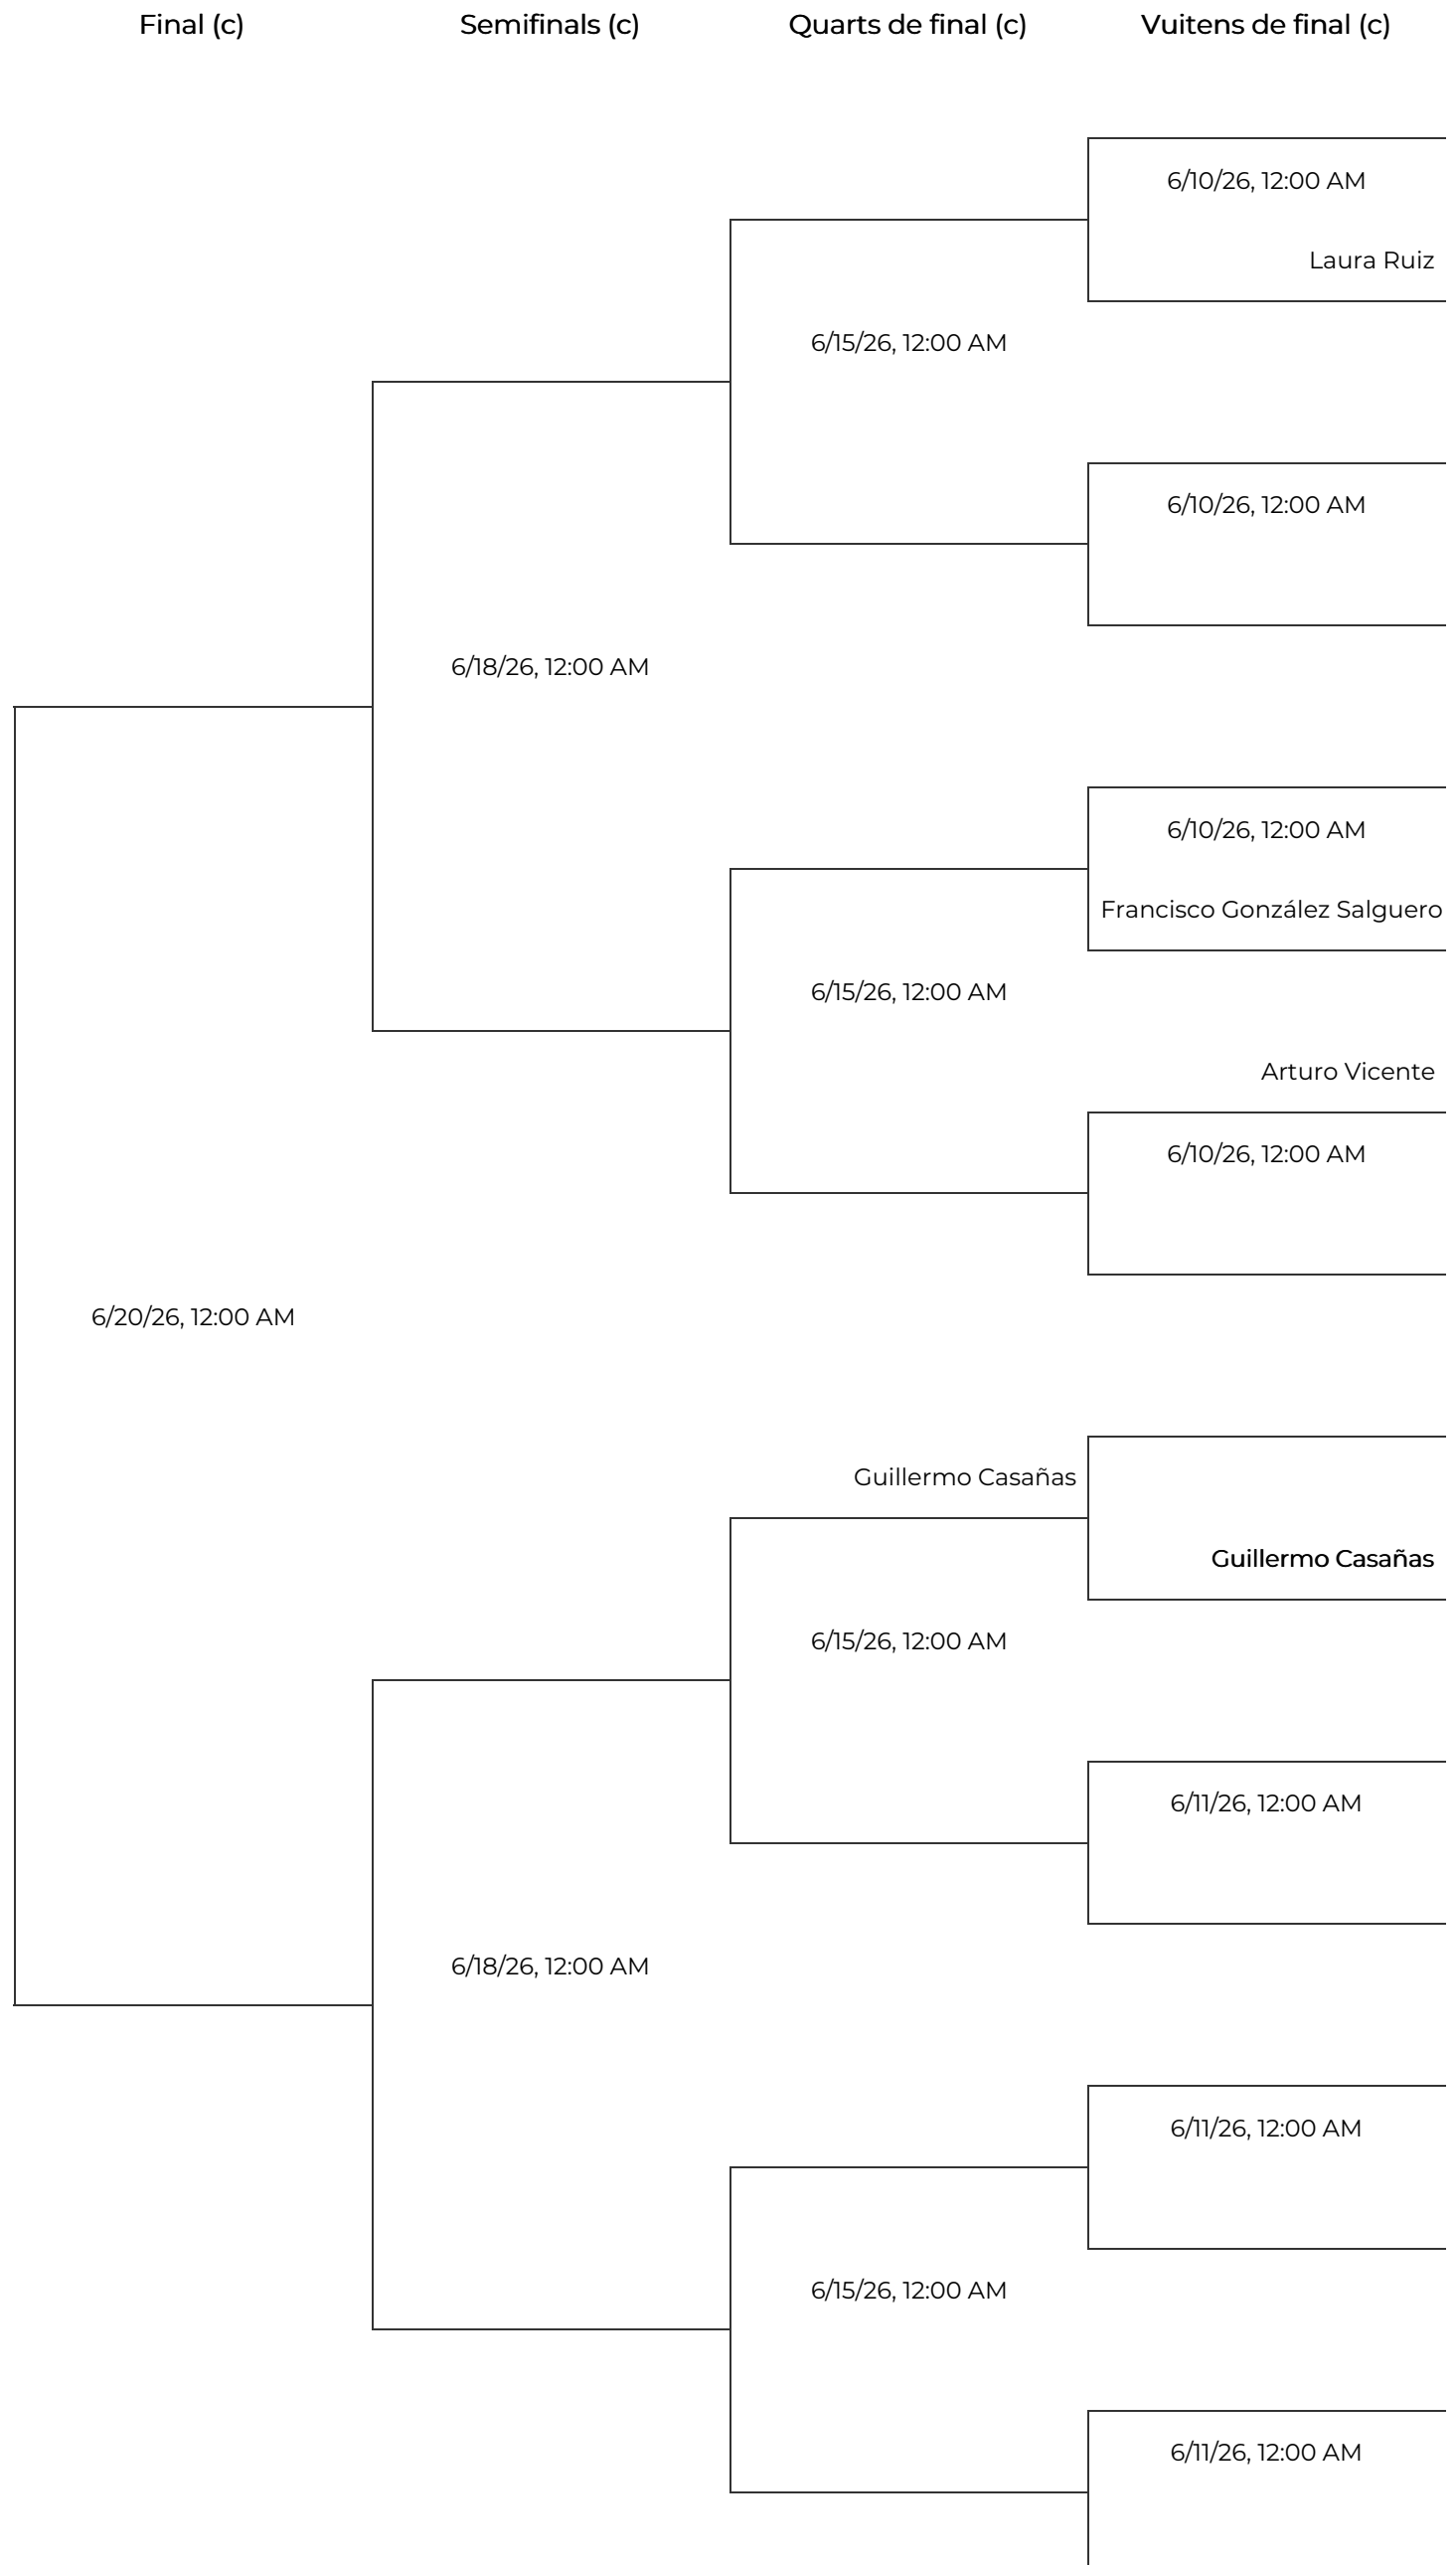 Final (c) Semifinals (c) Quarts de final (c) Vuitens de final (c)
6/10/26, 12:00 AM
Laura Ruiz
6/15/26, 12:00 AM
6/10/26, 12:00 AM
6/18/26, 12:00 AM
6/10/26, 12:00 AM
Francisco González Salguero
6/15/26, 12:00 AM
Arturo Vicente
6/10/26, 12:00 AM
6/20/26, 12:00 AM
Guillermo Casañas
Guillermo Casañas
6/15/26, 12:00 AM
6/11/26, 12:00 AM
6/18/26, 12:00 AM
6/11/26, 12:00 AM
6/15/26, 12:00 AM
6/11/26, 12:00 AM